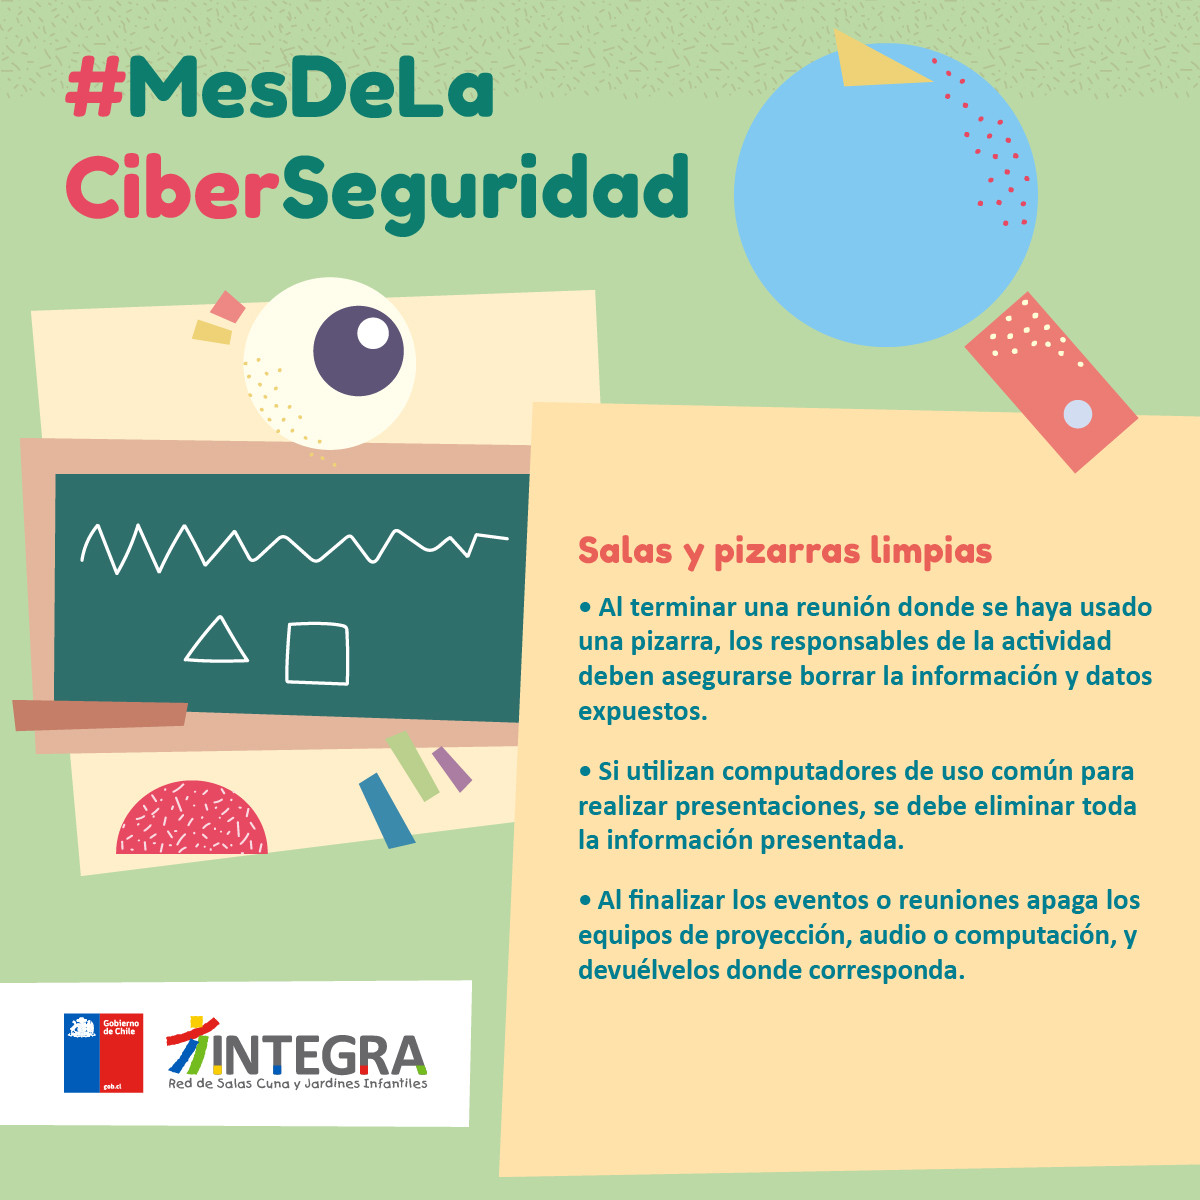 #MesDeLa
CiberSeguridad
Salas y pizarras limpias
• Al terminar una reunión donde se haya usado
una pizarra, los responsables de la actividad
deben asegurarse borrar la información y datos
expuestos.
• Si utilizan computadores de uso común para
realizar presentaciones, se debe eliminar toda
la información presentada.
• Al finalizar los eventos o reuniones apaga los
equipos de proyección, audio o computación, y
devuélvelos donde corresponda.
Gobierno
de Chile
gob.cl
INTEGRA
Red de Salas Cuna y Jardines Infantiles